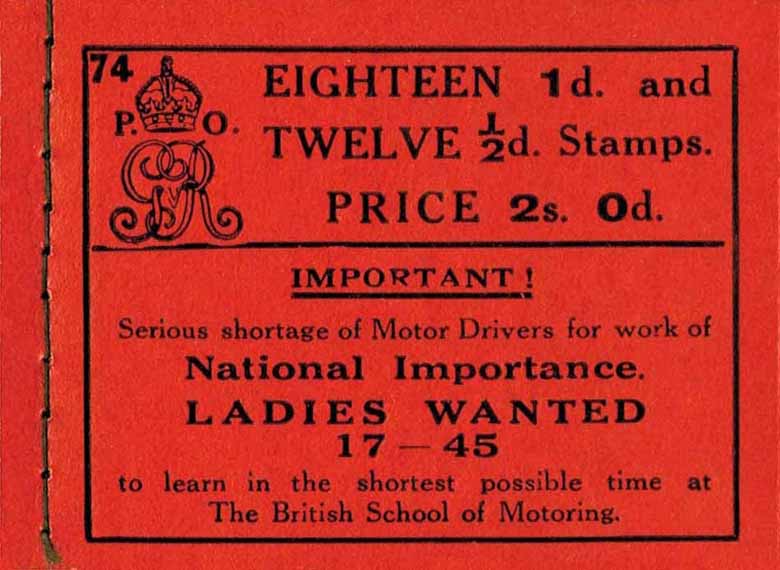 74
P. O.
GvR
EIGHTEEN 1d. and
TWELVE ½d. Stamps.
PRICE 2s. 0d.
IMPORTANT!
Serious shortage of Motor Drivers for work of
National Importance.
LADIES WANTED
17 — 45
to learn in the shortest possible time at
The British School of Motoring.